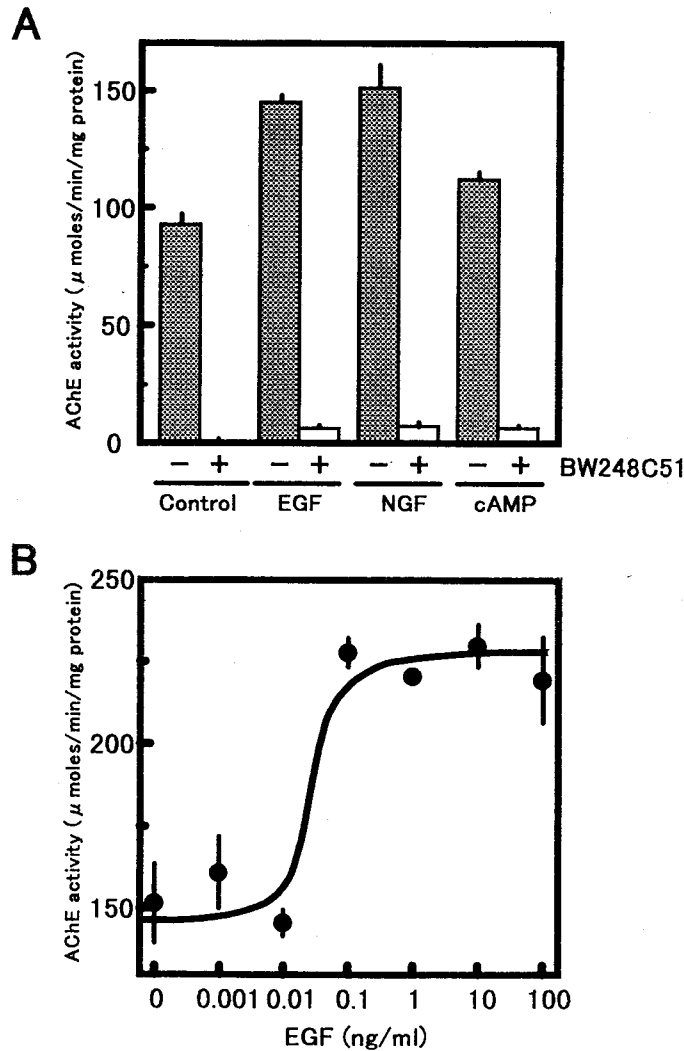 A
AChE activity (μ moles/min/mg protein)
150
100
50
0
− + − + − + − + BW248C51
Control EGF NGF cAMP
B
AChE activity (μ moles/min/mg protein)
250
200
150
0 0.001 0.01 0.1 1 10 100
EGF (ng/ml)